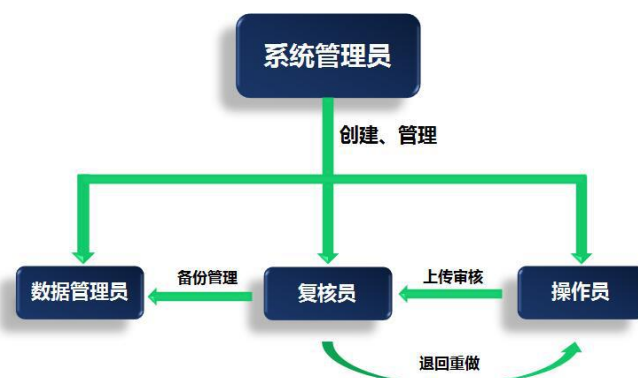 系统管理员
创建、管理
数据管理员
备份管理
复核员
上传审核
操作员
退回重做